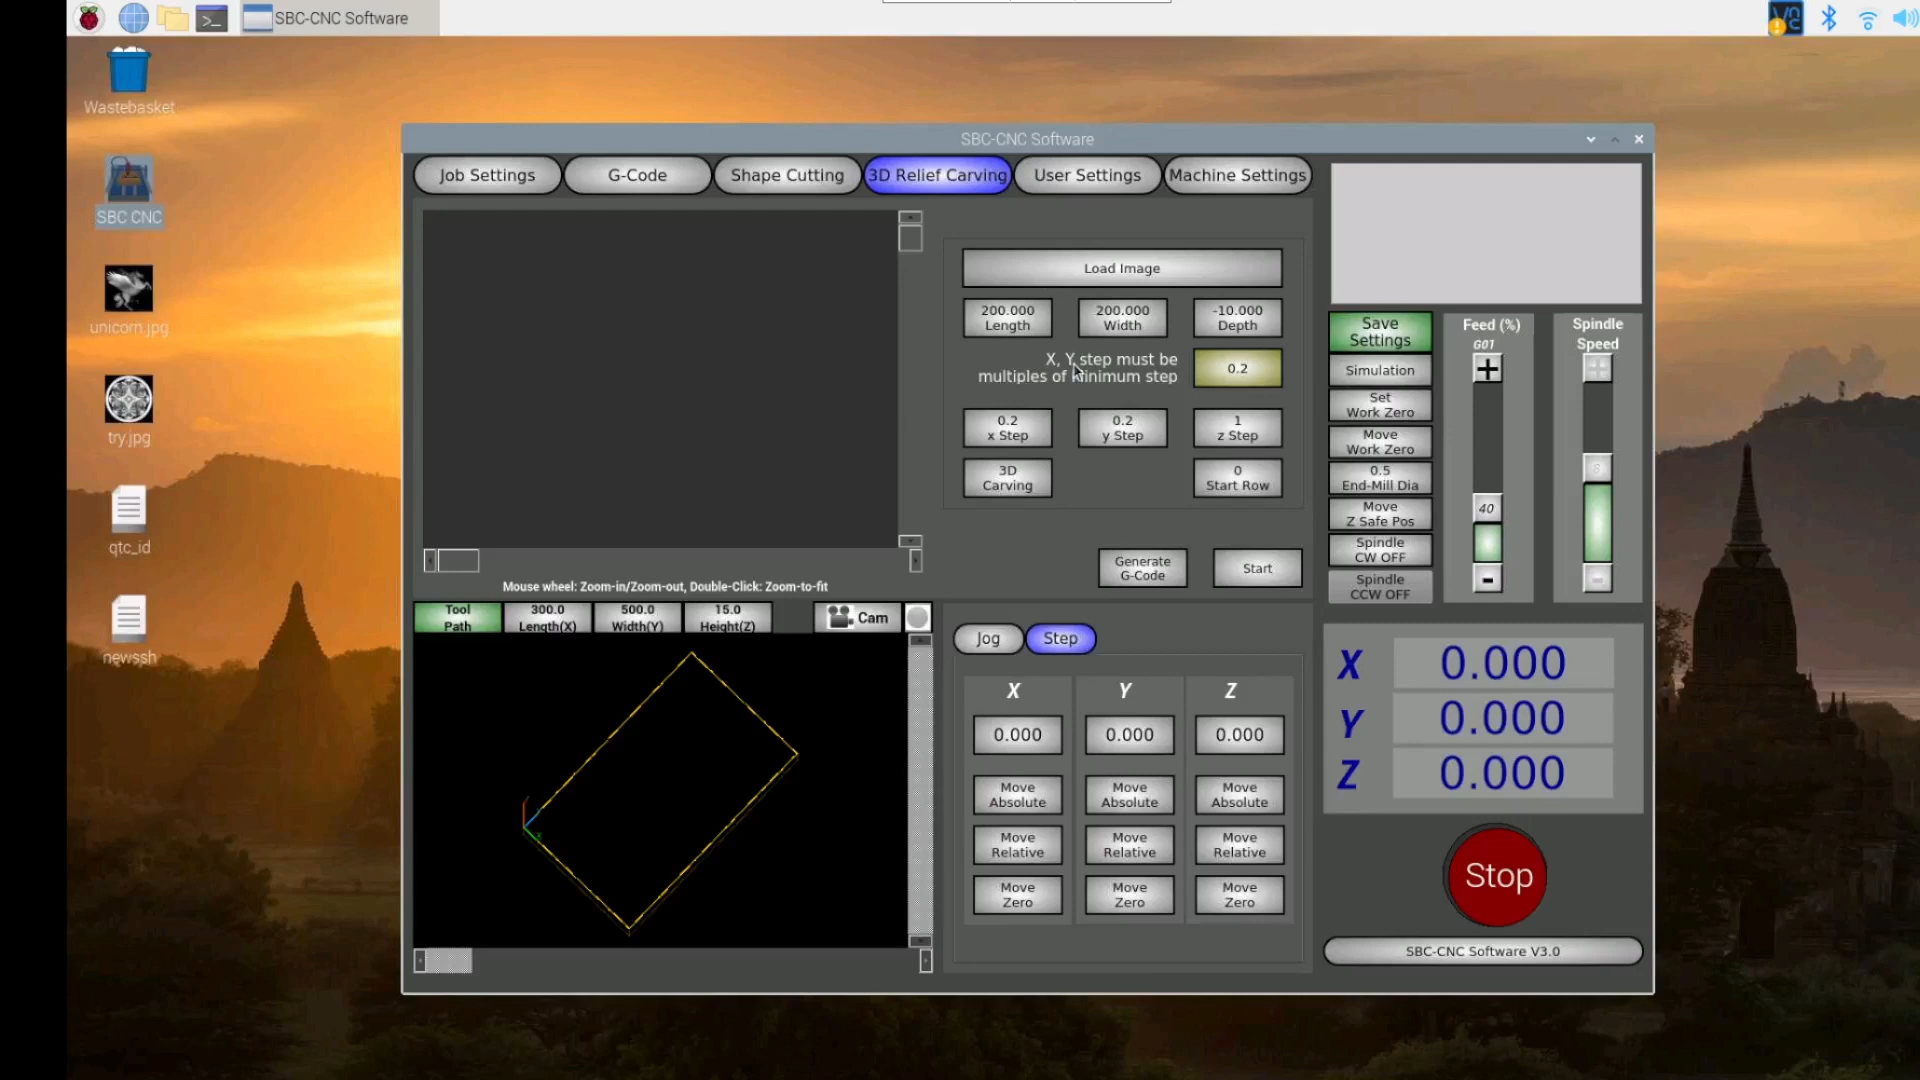 SBC-CNC Software
Wastebasket
SBC CNC
unicorn.jpg
try.jpg
qtc_id
newssh
SBC-CNC Software
Job Settings
G-Code
Shape Cutting
3D Relief Carving
User Settings
Machine Settings
Load Image
200.000
Length
200.000
Width
-10.000
Depth
X, Y step must be
multiples of minimum step
0.2
0.2
x Step
0.2
y Step
1
z Step
3D
Carving
0
Start Row
Generate
G-Code
Start
Mouse wheel: Zoom-in/Zoom-out, Double-Click: Zoom-to-fit
Tool
Path
300.0
Length(X)
500.0
Width(Y)
15.0
Height(Z)
Cam
Jog
Step
X
Y
Z
0.000
0.000
0.000
Move
Absolute
Move
Absolute
Move
Absolute
Move
Relative
Move
Relative
Move
Relative
Move
Zero
Move
Zero
Move
Zero
Save
Settings
Simulation
Set
Work Zero
Move
Work Zero
0.5
End-Mill Dia
Move
Z Safe Pos
Spindle
CW OFF
Spindle
CCW OFF
Feed (%)
G01
+
40
-
Spindle
Speed
X 0.000
Y 0.000
Z 0.000
Stop
SBC-CNC Software V3.0